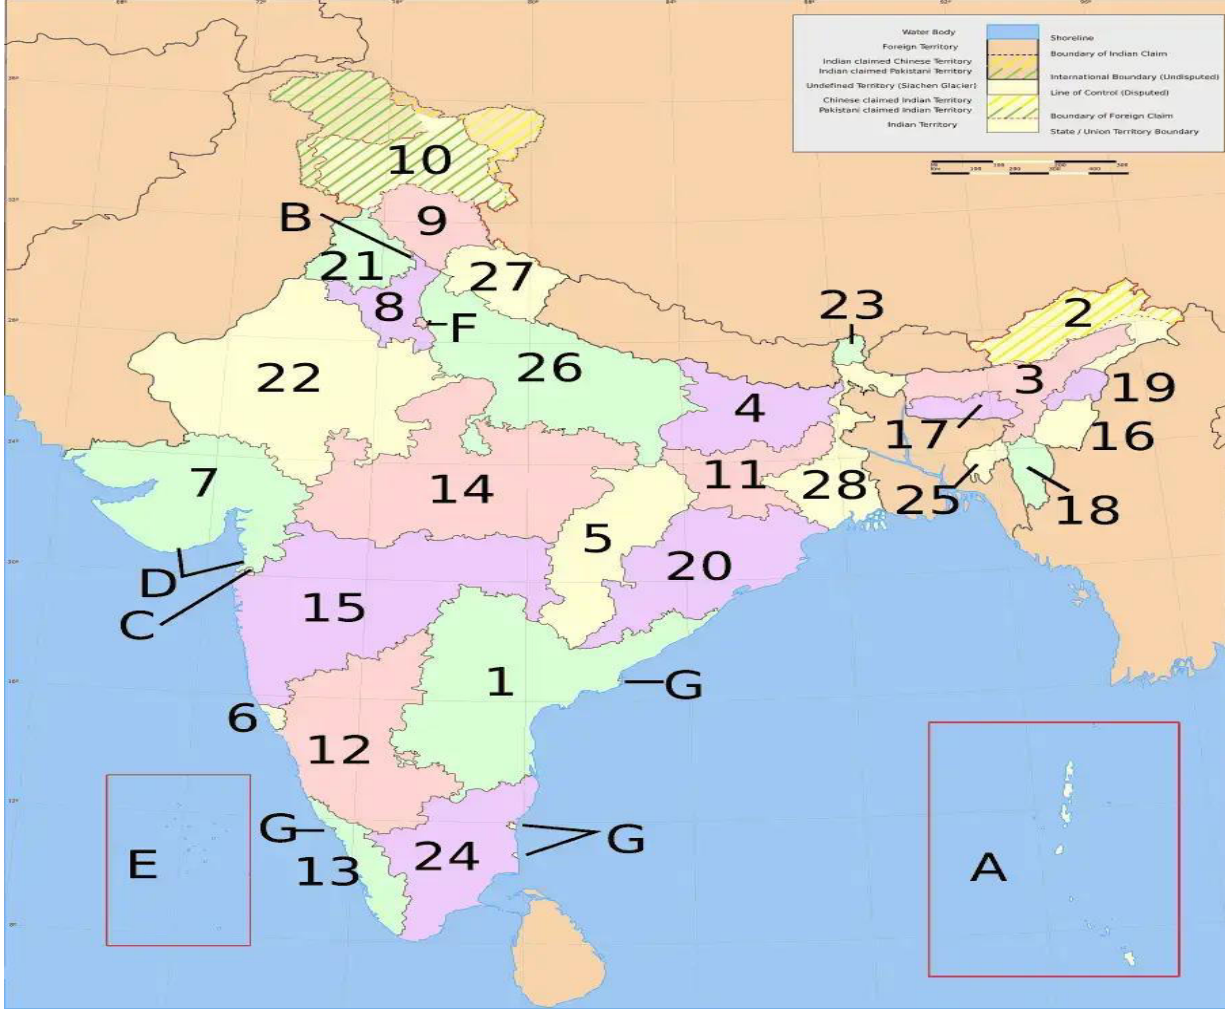 Water Body
Foreign Territory
Indian claimed Chinese Territory
Indian claimed Pakistani Territory
Undefined Territory (Siachen Glacier)
Chinese claimed Indian Territory
Pakistani claimed Indian Territory
Indian Territory
Shoreline
Boundary of Indian Claim
International Boundary (Undisputed)
Line of Control (Disputed)
Boundary of Foreign Claim
State / Union Territory Boundary
10
B
9
21
27
8
F
23
2
22
26
3
19
4
17
16
7
14
11
28
25
18
5
D
20
C
15
1
G
6
12
G
G
E
13
24
A